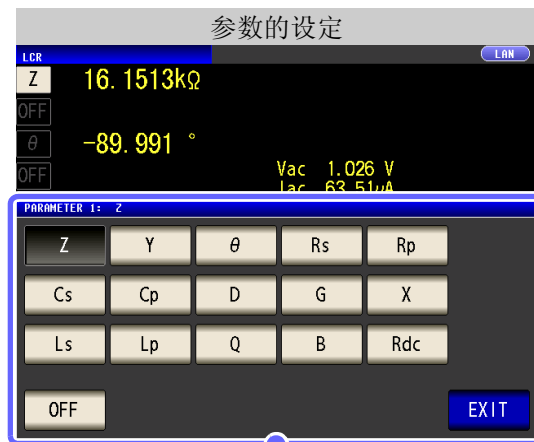 参数的设定
LCR LAN
Z 16.1513kΩ
OFF
θ -89.991 °
OFF Vac 1.026 V
Iac 63.51μA
PARAMETER 1: Z
Z Y θ Rs Rp
Cs Cp D G X
Ls Lp Q B Rdc
OFF EXIT